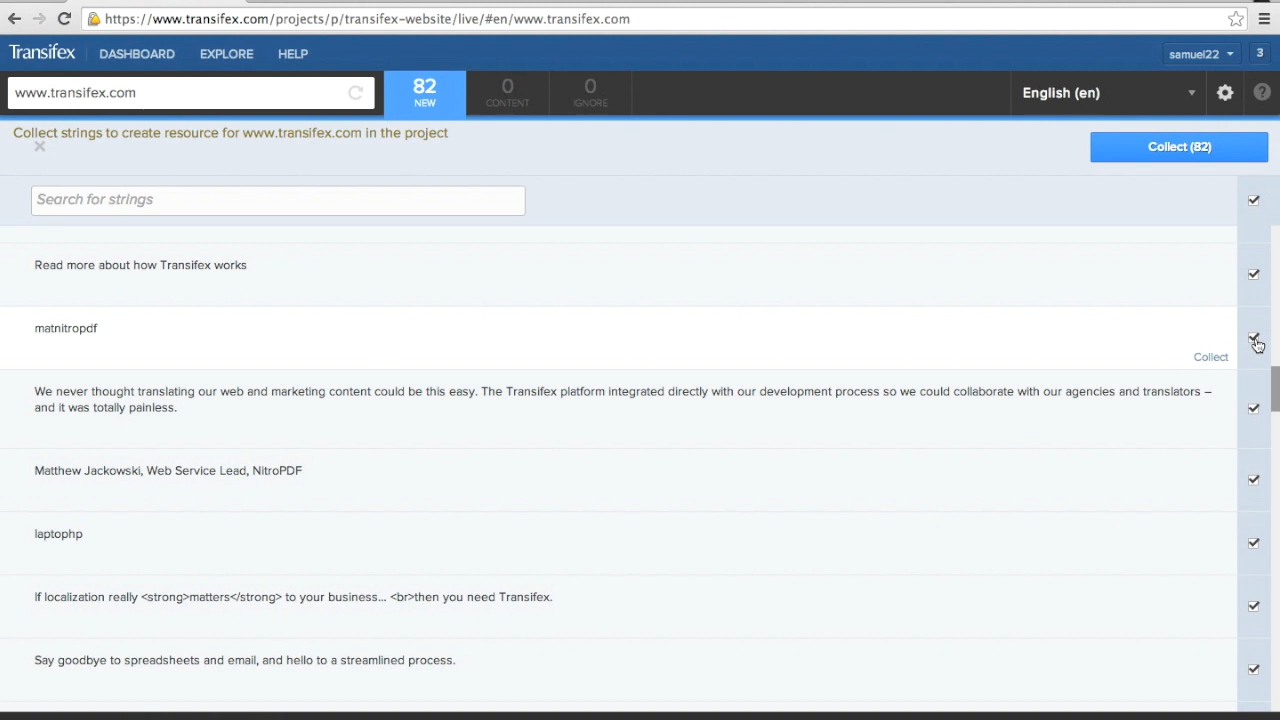 https://www.transifex.com/projects/p/transifex-website/live/#en/www.transifex.com
Transifex DASHBOARD EXPLORE HELP samuel22 3
www.transifex.com 82 0 0 English (en) ?
NEW CONTENT IGNORE
Collect strings to create resource for www.transifex.com in the project
Collect (82)
Search for strings
Read more about how Transifex works
matnitropdf
Collect
We never thought translating our web and marketing content could be this easy. The Transifex platform integrated directly with our development process so we could collaborate with our agencies and translators –
and it was totally painless.
Matthew Jackowski, Web Service Lead, NitroPDF
laptophp
If localization really <strong>matters</strong> to your business... <br>then you need Transifex.
Say goodbye to spreadsheets and email, and hello to a streamlined process.